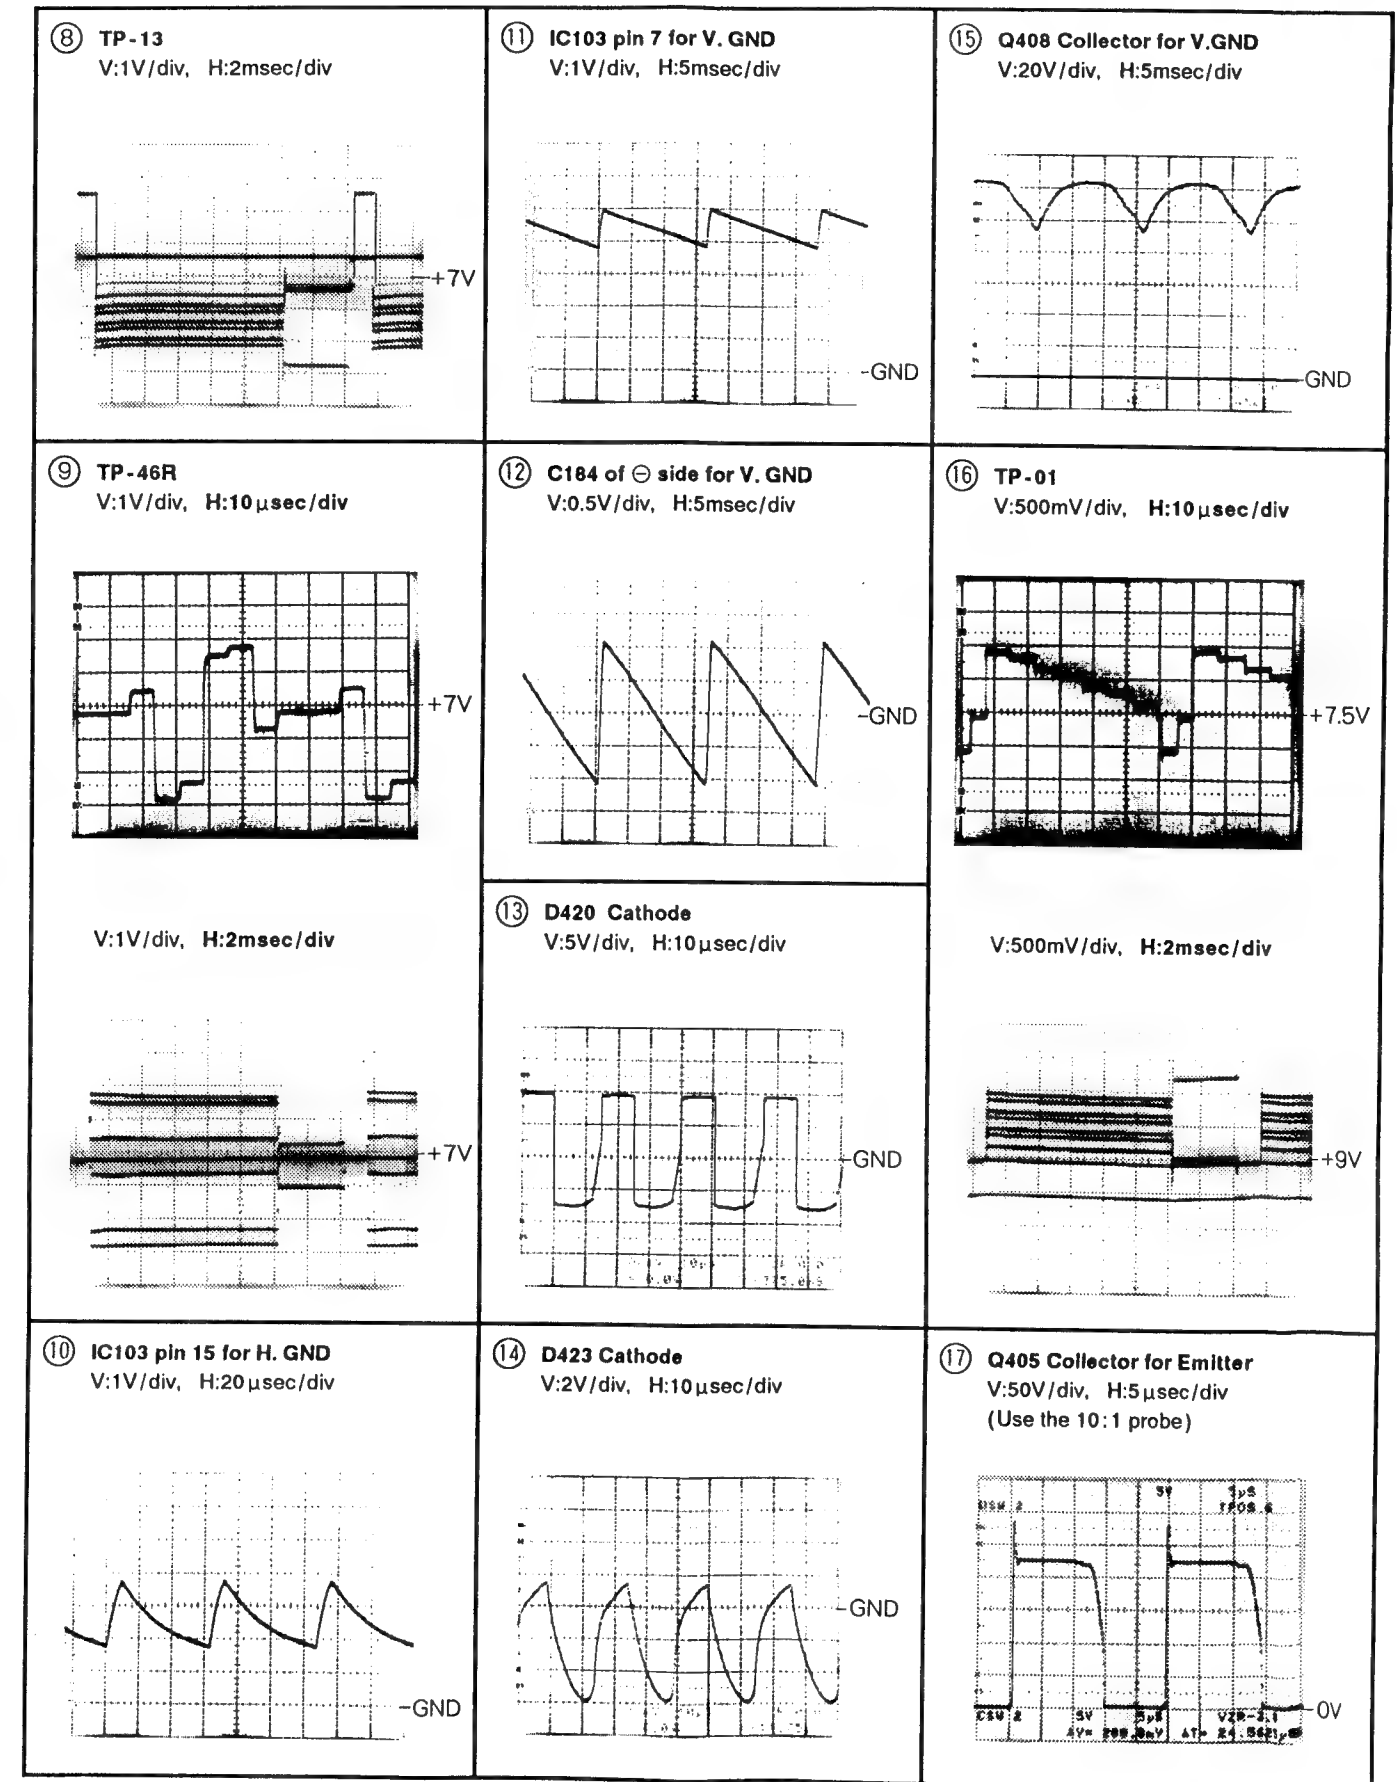 ⑧ TP-13
V:1V/div, H:2msec/div
+7V
⑨ TP-46R
V:1V/div, H:10μsec/div
+7V
V:1V/div, H:2msec/div
+7V
⑩ IC103 pin 15 for H. GND
V:1V/div, H:20μsec/div
GND
⑪ IC103 pin 7 for V. GND
V:1V/div, H:5msec/div
GND
⑫ C184 of ⊖ side for V. GND
V:0.5V/div, H:5msec/div
GND
⑬ D420 Cathode
V:5V/div, H:10μsec/div
GND
⑭ D423 Cathode
V:2V/div, H:10μsec/div
GND
⑮ Q408 Collector for V.GND
V:20V/div, H:5msec/div
GND
⑯ TP-01
V:500mV/div, H:10μsec/div
+7.5V
V:500mV/div, H:2msec/div
+9V
⑰ Q405 Collector for Emitter
V:50V/div, H:5μsec/div
(Use the 10:1 probe)
5V
0V
5V 5μS